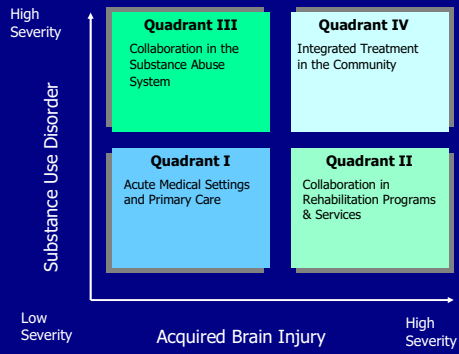 High
Severity
Quadrant III
Collaboration in the
Substance Abuse
System
Quadrant IV
Integrated Treatment
in the Community
Substance Use Disorder
Quadrant I
Acute Medical Settings
and Primary Care
Quadrant II
Collaboration in
Rehabilitation Programs
& Services
Low
Severity
Acquired Brain Injury
High
Severity